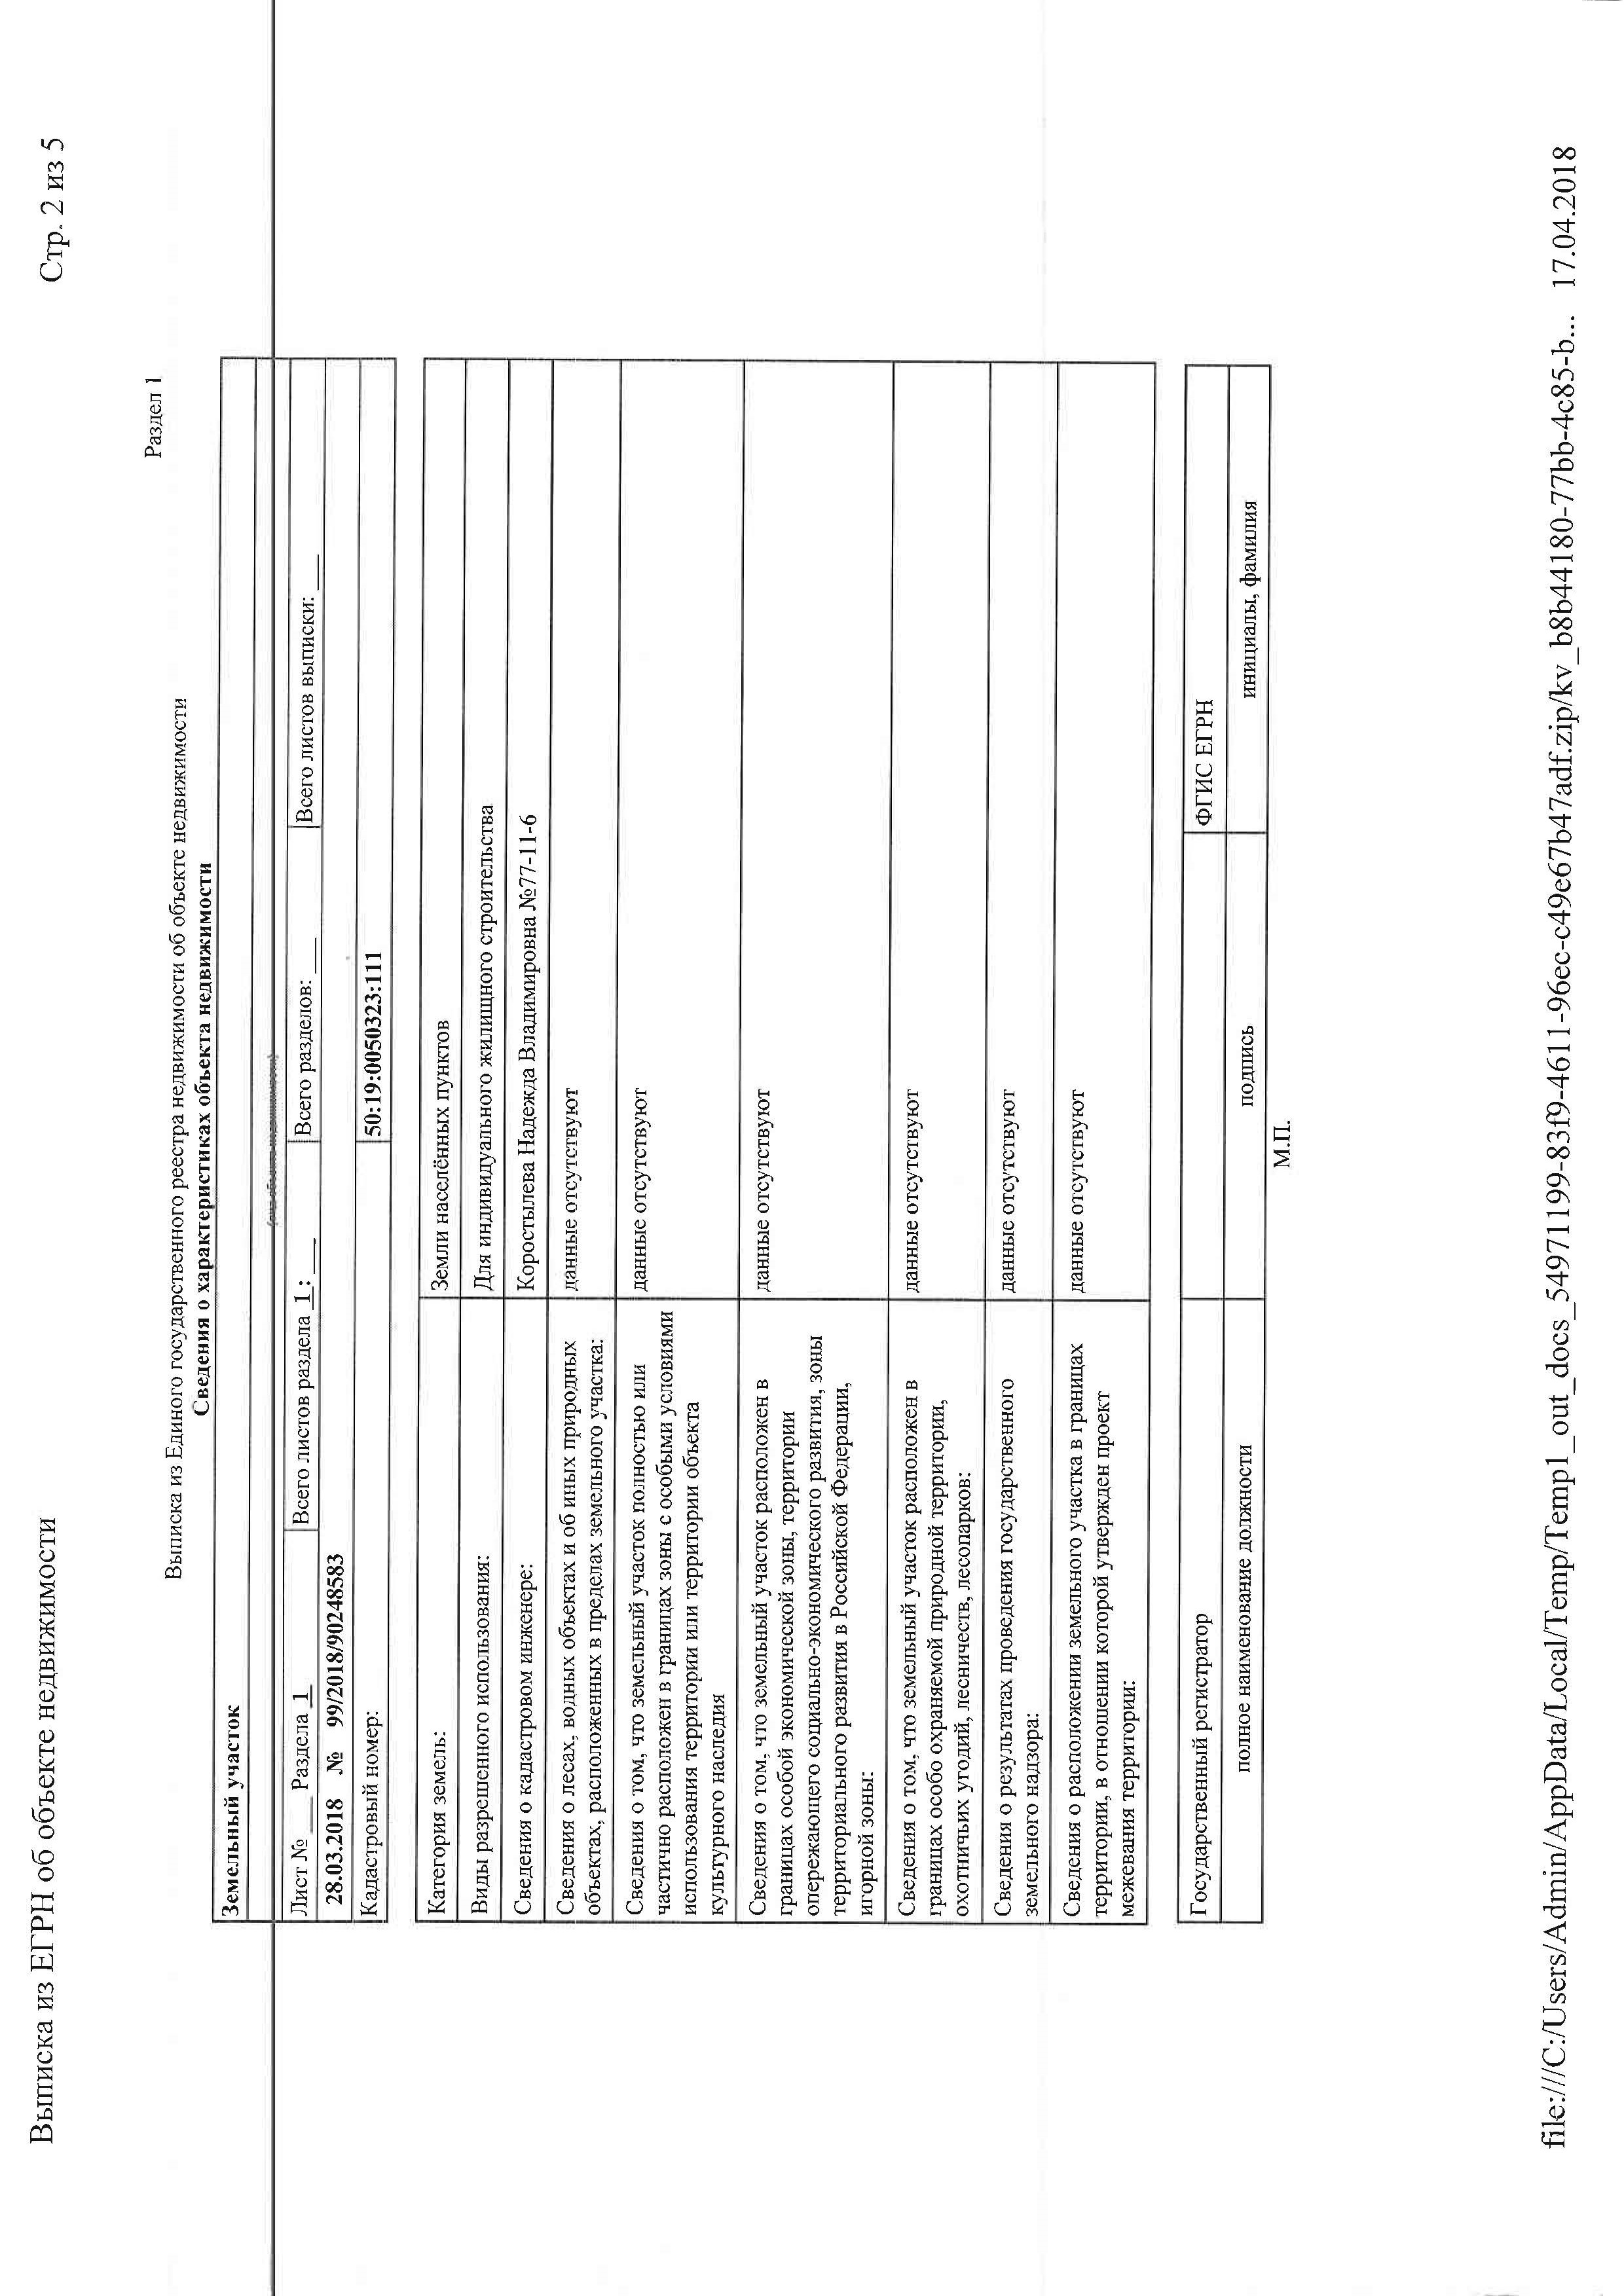 Выписка из ЕГРН об объекте недвижимости
Стр. 2 из 5
Раздел 1
Выписка из Единого государственного реестра недвижимости об объекте недвижимости
Сведения о характеристиках объекта недвижимости
Земельный участок
(вид объекта недвижимости)
Лист № ___ Раздела 1
Всего листов раздела 1 : ___
Всего разделов: ___
Всего листов выписки: ___
28.03.2018 № 99/2018/90248583
Кадастровый номер:
50:19:0050323:111
Категория земель:
Земли населённых пунктов
Виды разрешенного использования:
Для индивидуального жилищного строительства
Сведения о кадастровом инженере:
Коростылева Надежда Владимировна №77-11-6
Сведения о лесах, водных объектах и об иных природных
объектах, расположенных в пределах земельного участка:
данные отсутствуют
Сведения о том, что земельный участок полностью или
частично расположен в границах зоны с особыми условиями
использования территории или территории объекта
культурного наследия
данные отсутствуют
Сведения о том, что земельный участок расположен в
границах особой экономической зоны, территории
опережающего социально-экономического развития, зоны
территориального развития в Российской Федерации,
игорной зоны:
данные отсутствуют
Сведения о том, что земельный участок расположен в
границах особо охраняемой природной территории,
охотничьих угодий, лесничеств, лесопарков:
данные отсутствуют
Сведения о результатах проведения государственного
земельного надзора:
данные отсутствуют
Сведения о расположении земельного участка в границах
территории, в отношении которой утвержден проект
межевания территории:
данные отсутствуют
Государственный регистратор
ФГИС ЕГРН
полное наименование должности
подпись
инициалы, фамилия
М.П.
file:///C:/Users/Admin/AppData/Local/Temp/Temp1_out_docs_54971199-83f9-4611-96ec-c49e67b47adf.zip/kv_b8b44180-77bb-4c85-b... 17.04.2018